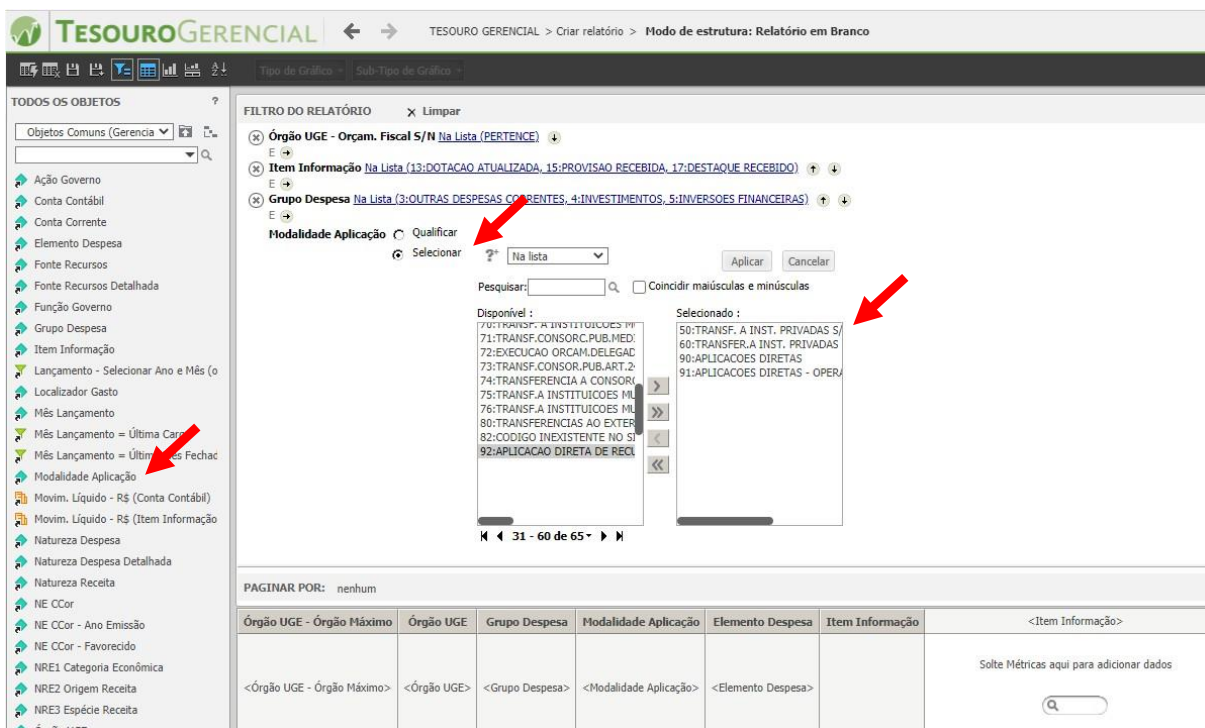 TESOUROGERENCIAL
TESOURO GERENCIAL > Criar relatório > Modo de estrutura: Relatório em Branco
Tipo de Gráfico Sub-Tipo de Gráfico
TODOS OS OBJETOS ?
Objetos Comuns (Gerencia
Ação Governo
Conta Contábil
Conta Corrente
Elemento Despesa
Fonte Recursos
Fonte Recursos Detalhada
Função Governo
Grupo Despesa
Item Informação
Lançamento - Selecionar Ano e Mês (o
Localizador Gasto
Mês Lançamento
Mês Lançamento = Última
Mês Lançamento = Fechad
Modalidade Aplicação
Movim. Líquido - R$ (Conta Contábil)
Movim. Líquido - R$ (Item Informação
Natureza Despesa
Natureza Despesa Detalhada
Natureza Receita
NE CCor
NE CCor - Ano Emissão
NE CCor - Favorecido
NRE1 Categoria Econômica
NRE2 Origem Receita
NRE3 Espécie Receita
FILTRO DO RELATÓRIO Limpar
Órgão UGE - Orçam. Fiscal S/N Na Lista (PERTENCE)
E
Item Informação Na Lista (13:DOTACAO ATUALIZADA, 15:PROVISAO RECEBIDA, 17:DESTAQUE RECEBIDO)
E
Grupo Despesa Na Lista (3:OUTRAS DESPESAS CORRENTES, 4:INVESTIMENTOS, 5:INVERSOES FINANCEIRAS)
E
Modalidade Aplicação Qualificar
Selecionar Na lista Aplicar Cancelar
Pesquisar: Coincidir maiúsculas e minúsculas
Disponível :
70:TRANSF. A INSTITUICOES M
71:TRANSF.CONSORC.PUB.MED
72:EXECUCAO ORCAM.DELEGAD
73:TRANSF.CONSOR.PUB.ART.2
74:TRANSFERENCIA A CONSORC
75:TRANSF.A INSTITUICOES MU
76:TRANSF.A INSTITUICOES MU
80:TRANSFERENCIAS AO EXTER
82:CODIGO INEXISTENTE NO SI
92:APLICACAO DIRETA DE RECU
31 - 60 de 65
Selecionado :
50:TRANSF. A INST. PRIVADAS S/
60:TRANSFER.A INST. PRIVADAS
90:APLICACOES DIRETAS
91:APLICACOES DIRETAS - OPERA
PAGINAR POR: nenhum
Órgão UGE - Órgão Máximo Órgão UGE Grupo Despesa Modalidade Aplicação Elemento Despesa Item Informação <Item Informação>
<Órgão UGE - Órgão Máximo> <Órgão UGE> <Grupo Despesa> <Modalidade Aplicação> <Elemento Despesa> Solte Métricas aqui para adicionar dados